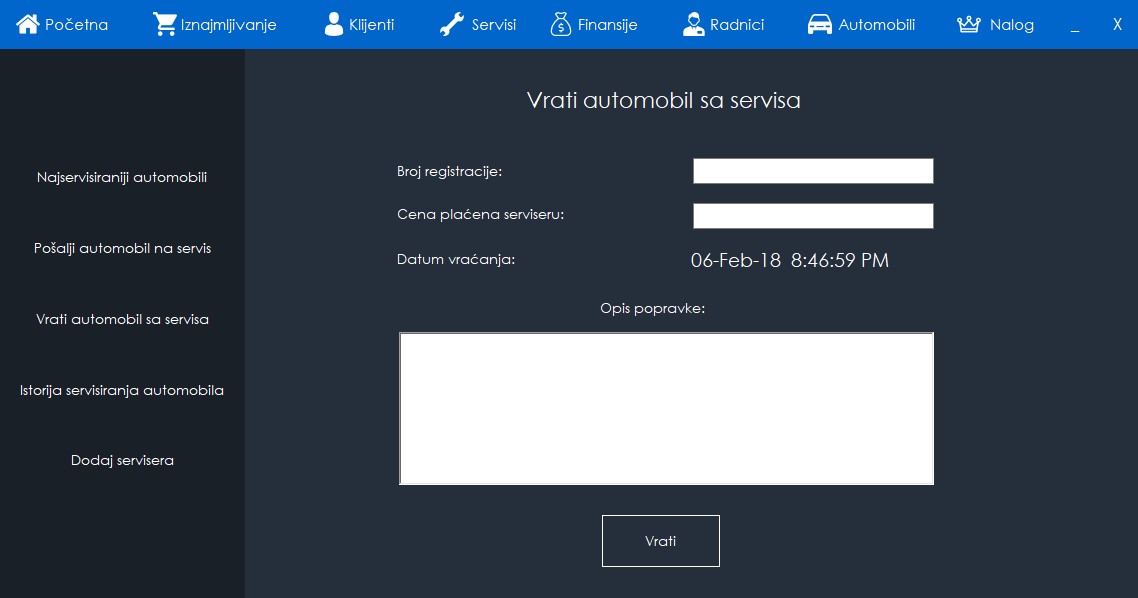 Početna Iznajmljivanje Klijenti Servisi Finansije Radnici Automobili Nalog _ X
Vrati automobil sa servisa
Najservisiraniji automobili
Pošalji automobil na servis
Vrati automobil sa servisa
Istorija servisiranja automobila
Dodaj servisera
Broj registracije:
Cena plaćena serviseru:
Datum vraćanja: 06-Feb-18 8:46:59 PM
Opis popravke:
Vrati